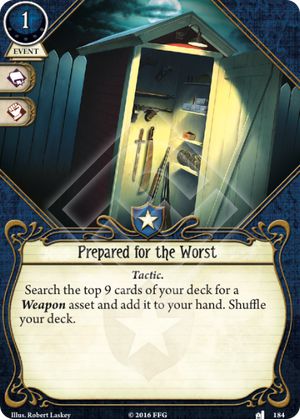 1
EVENT
Prepared for the Worst
Tactic.
Search the top 9 cards of your deck for a
Weapon asset and add it to your hand. Shuffle
your deck.
Illus. Robert Laskey
© 2016 FFG
184